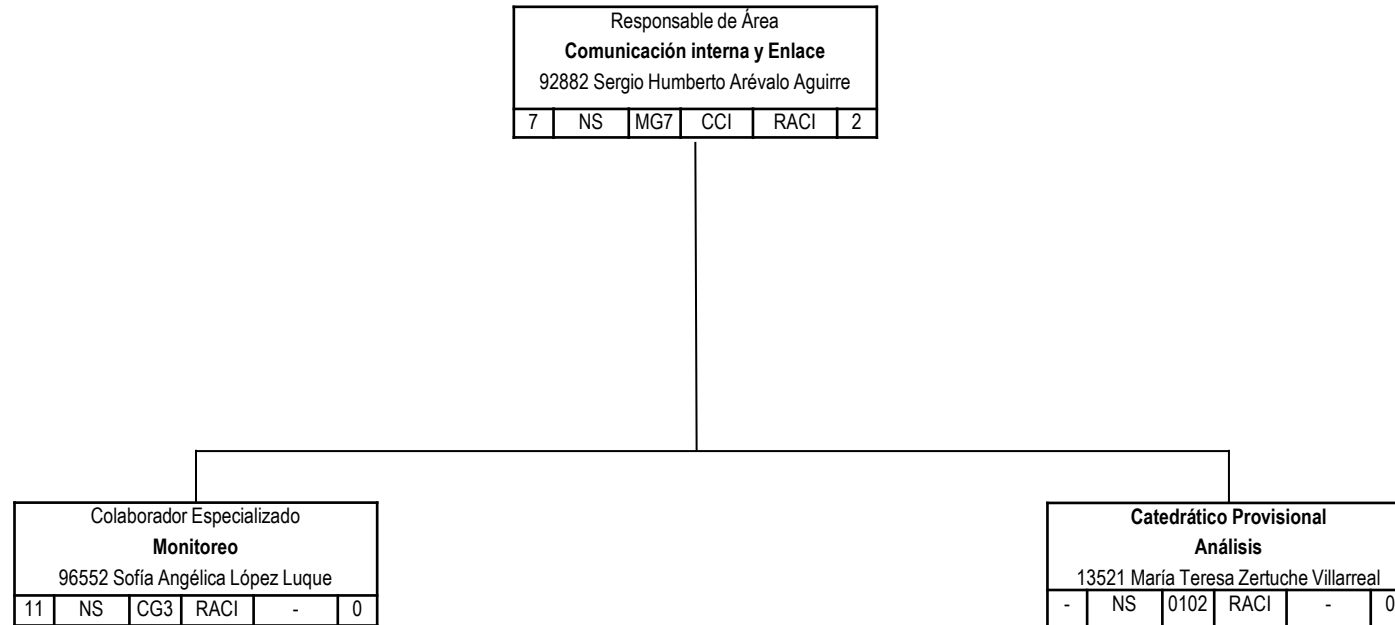 Responsable de Área
Comunicación interna y Enlace
92882 Sergio Humberto Arévalo Aguirre
7 NS MG7 CCI RACI 2
Colaborador Especializado
Monitoreo
96552 Sofía Angélica López Luque
11 NS CG3 RACI - 0
Catedrático Provisional
Análisis
13521 María Teresa Zertuche Villarreal
- NS 0102 RACI - 0